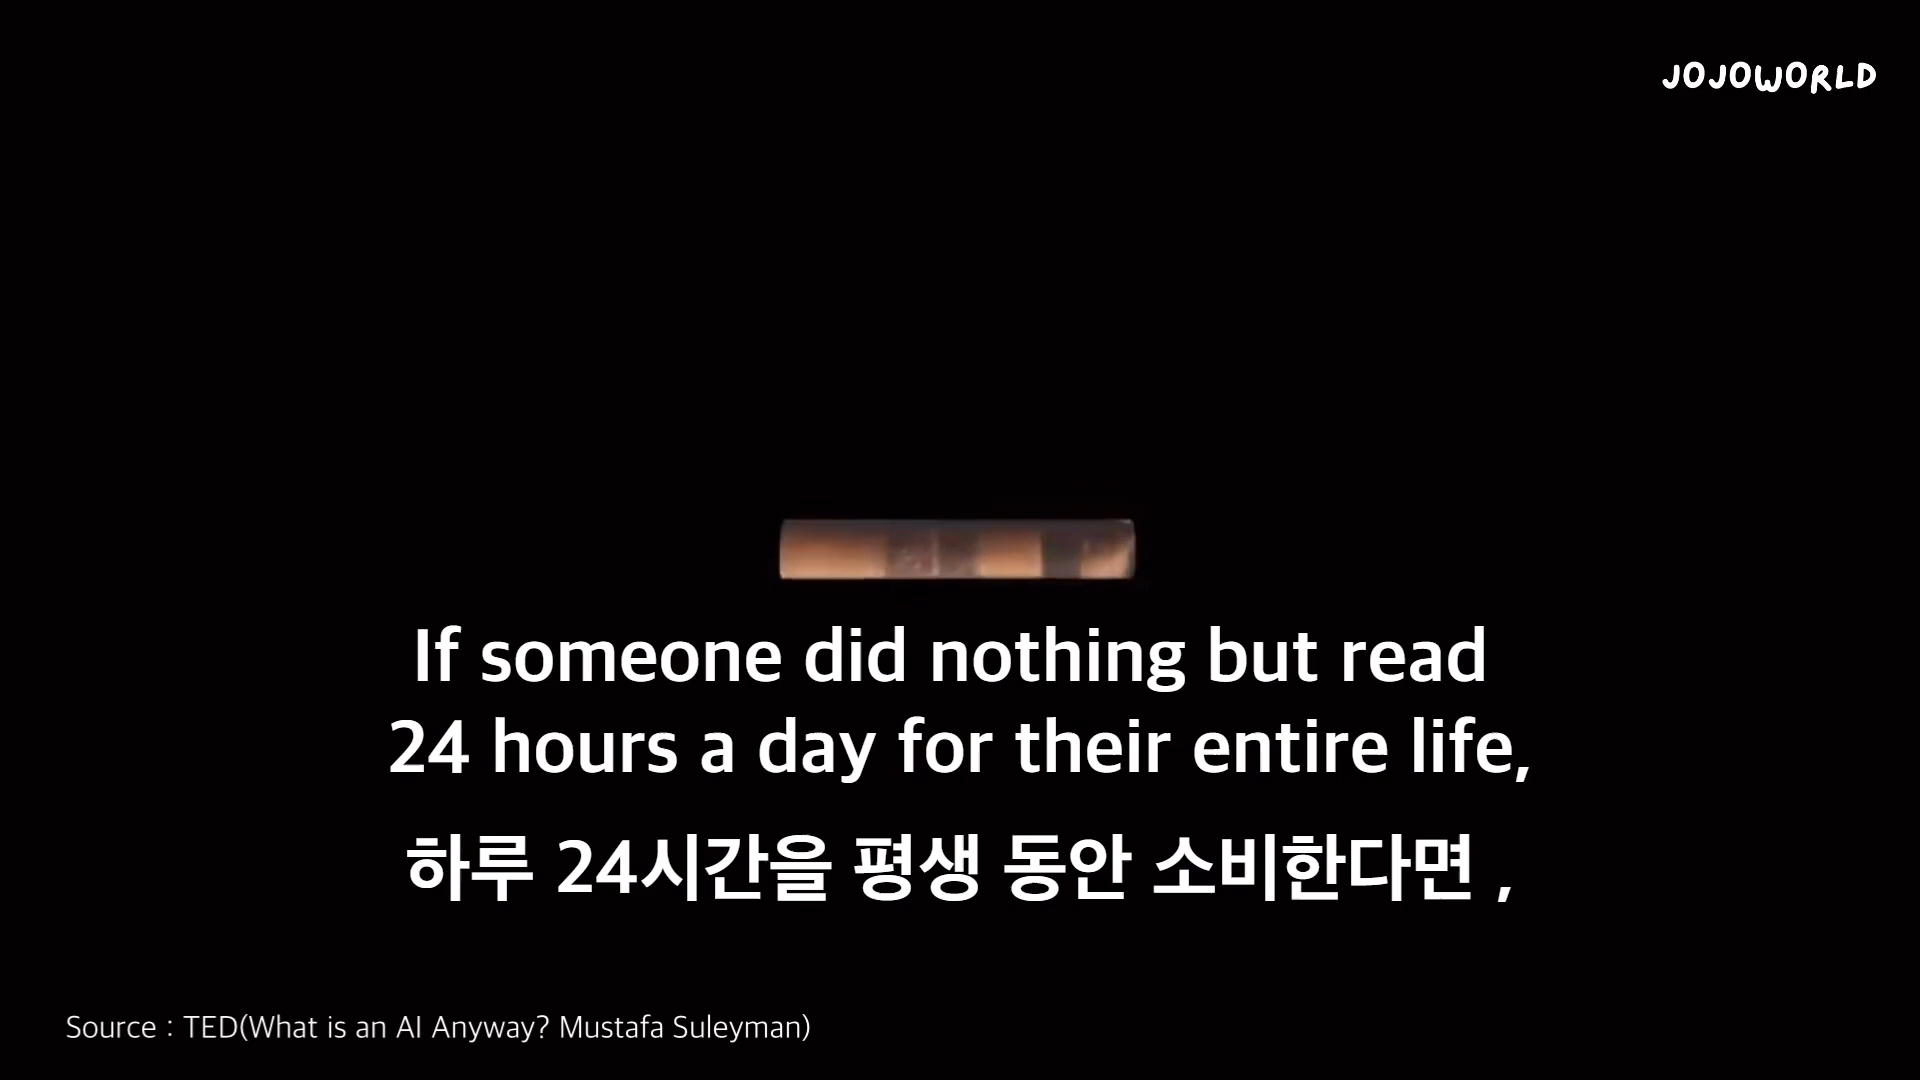 JOJOWORLD
If someone did nothing but read
24 hours a day for their entire life,
하루 24시간을 평생 동안 소비한다면 ,
Source : TED(What is an AI Anyway? Mustafa Suleyman)